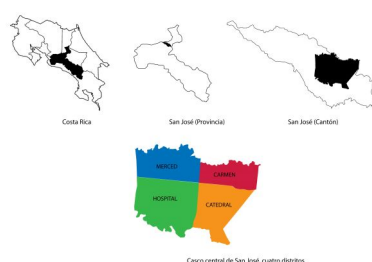 Costa Rica
San José (Provincia)
San José (Cantón)
MERCED
CARMEN
HOSPITAL
CATEDRAL
Casco central de San José, cuatro distritos